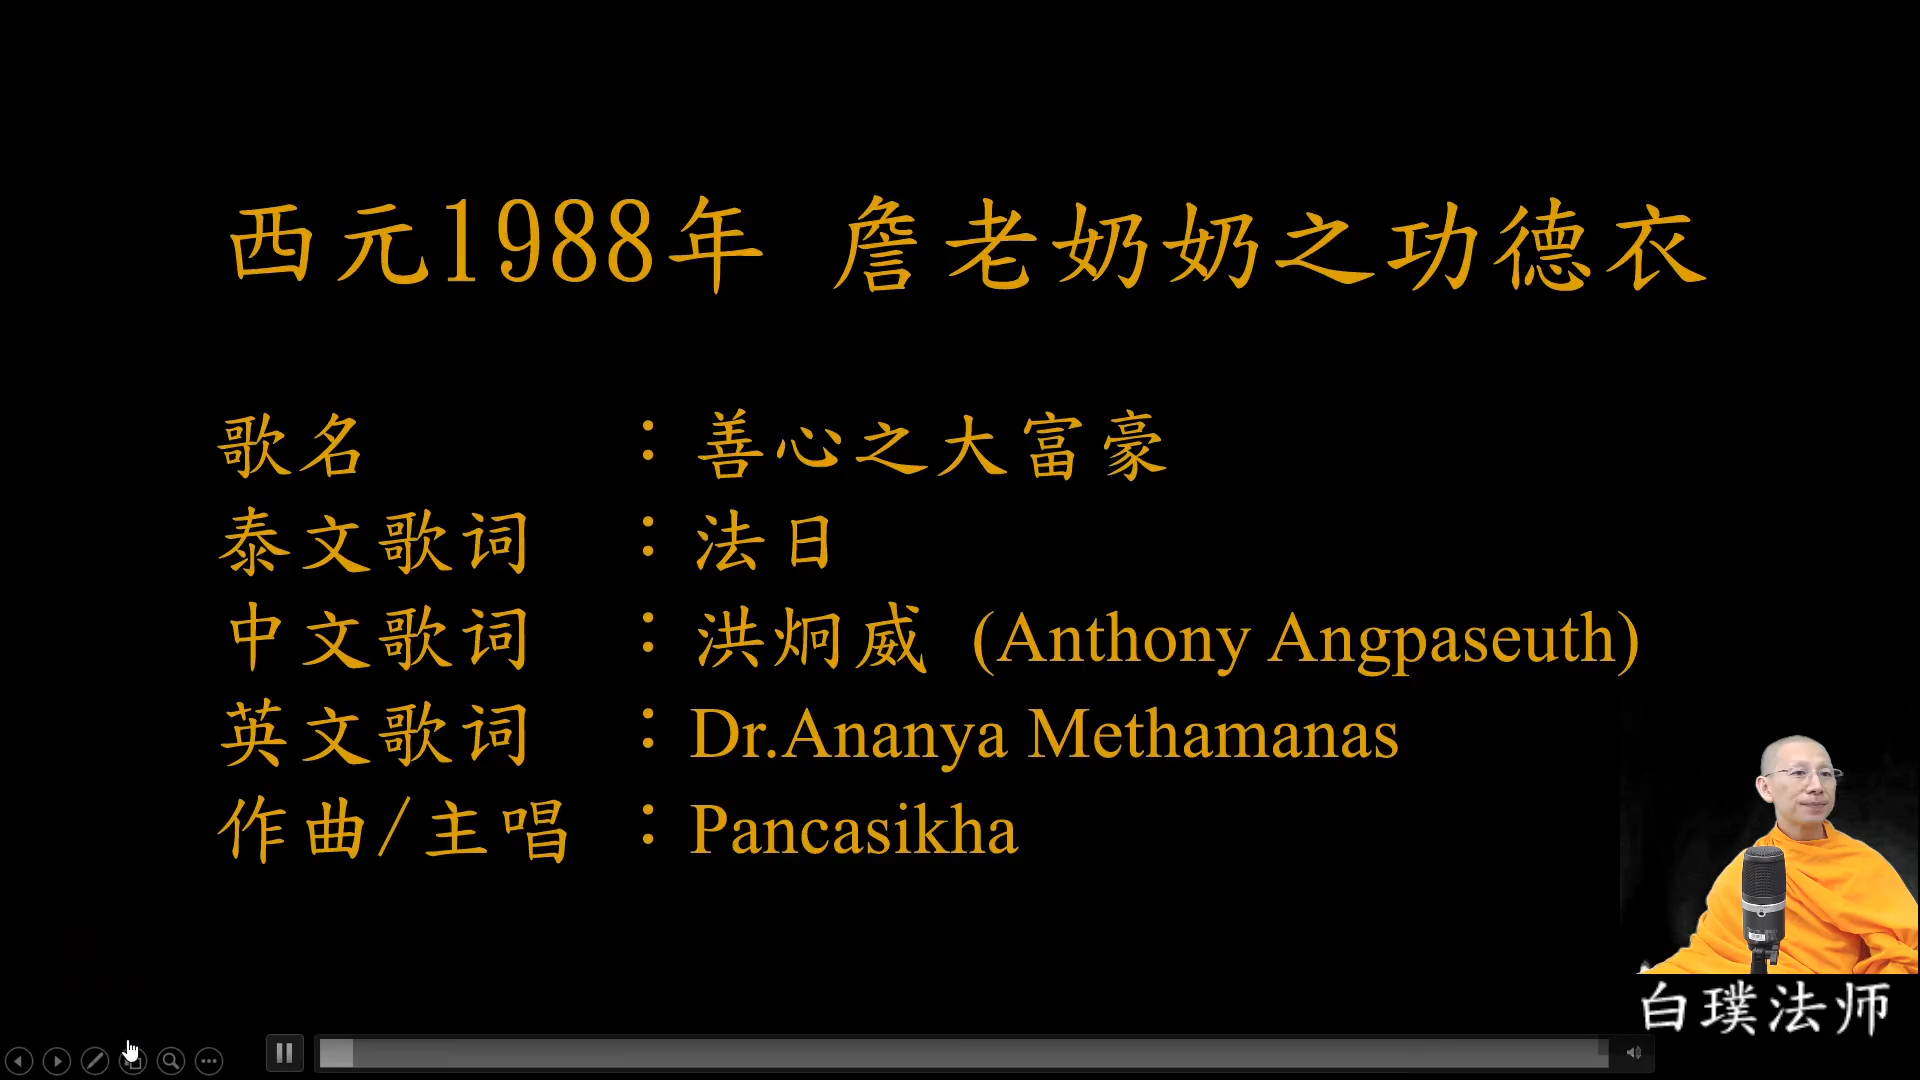 西元1988年 詹老奶奶之功德衣
歌名 : 善心之大富豪
泰文歌词 : 法日
中文歌词 : 洪炯威 (Anthony Angpaseuth)
英文歌词 : Dr.Ananya Methamanas
作曲/主唱 : Pancasikha
白璞法师